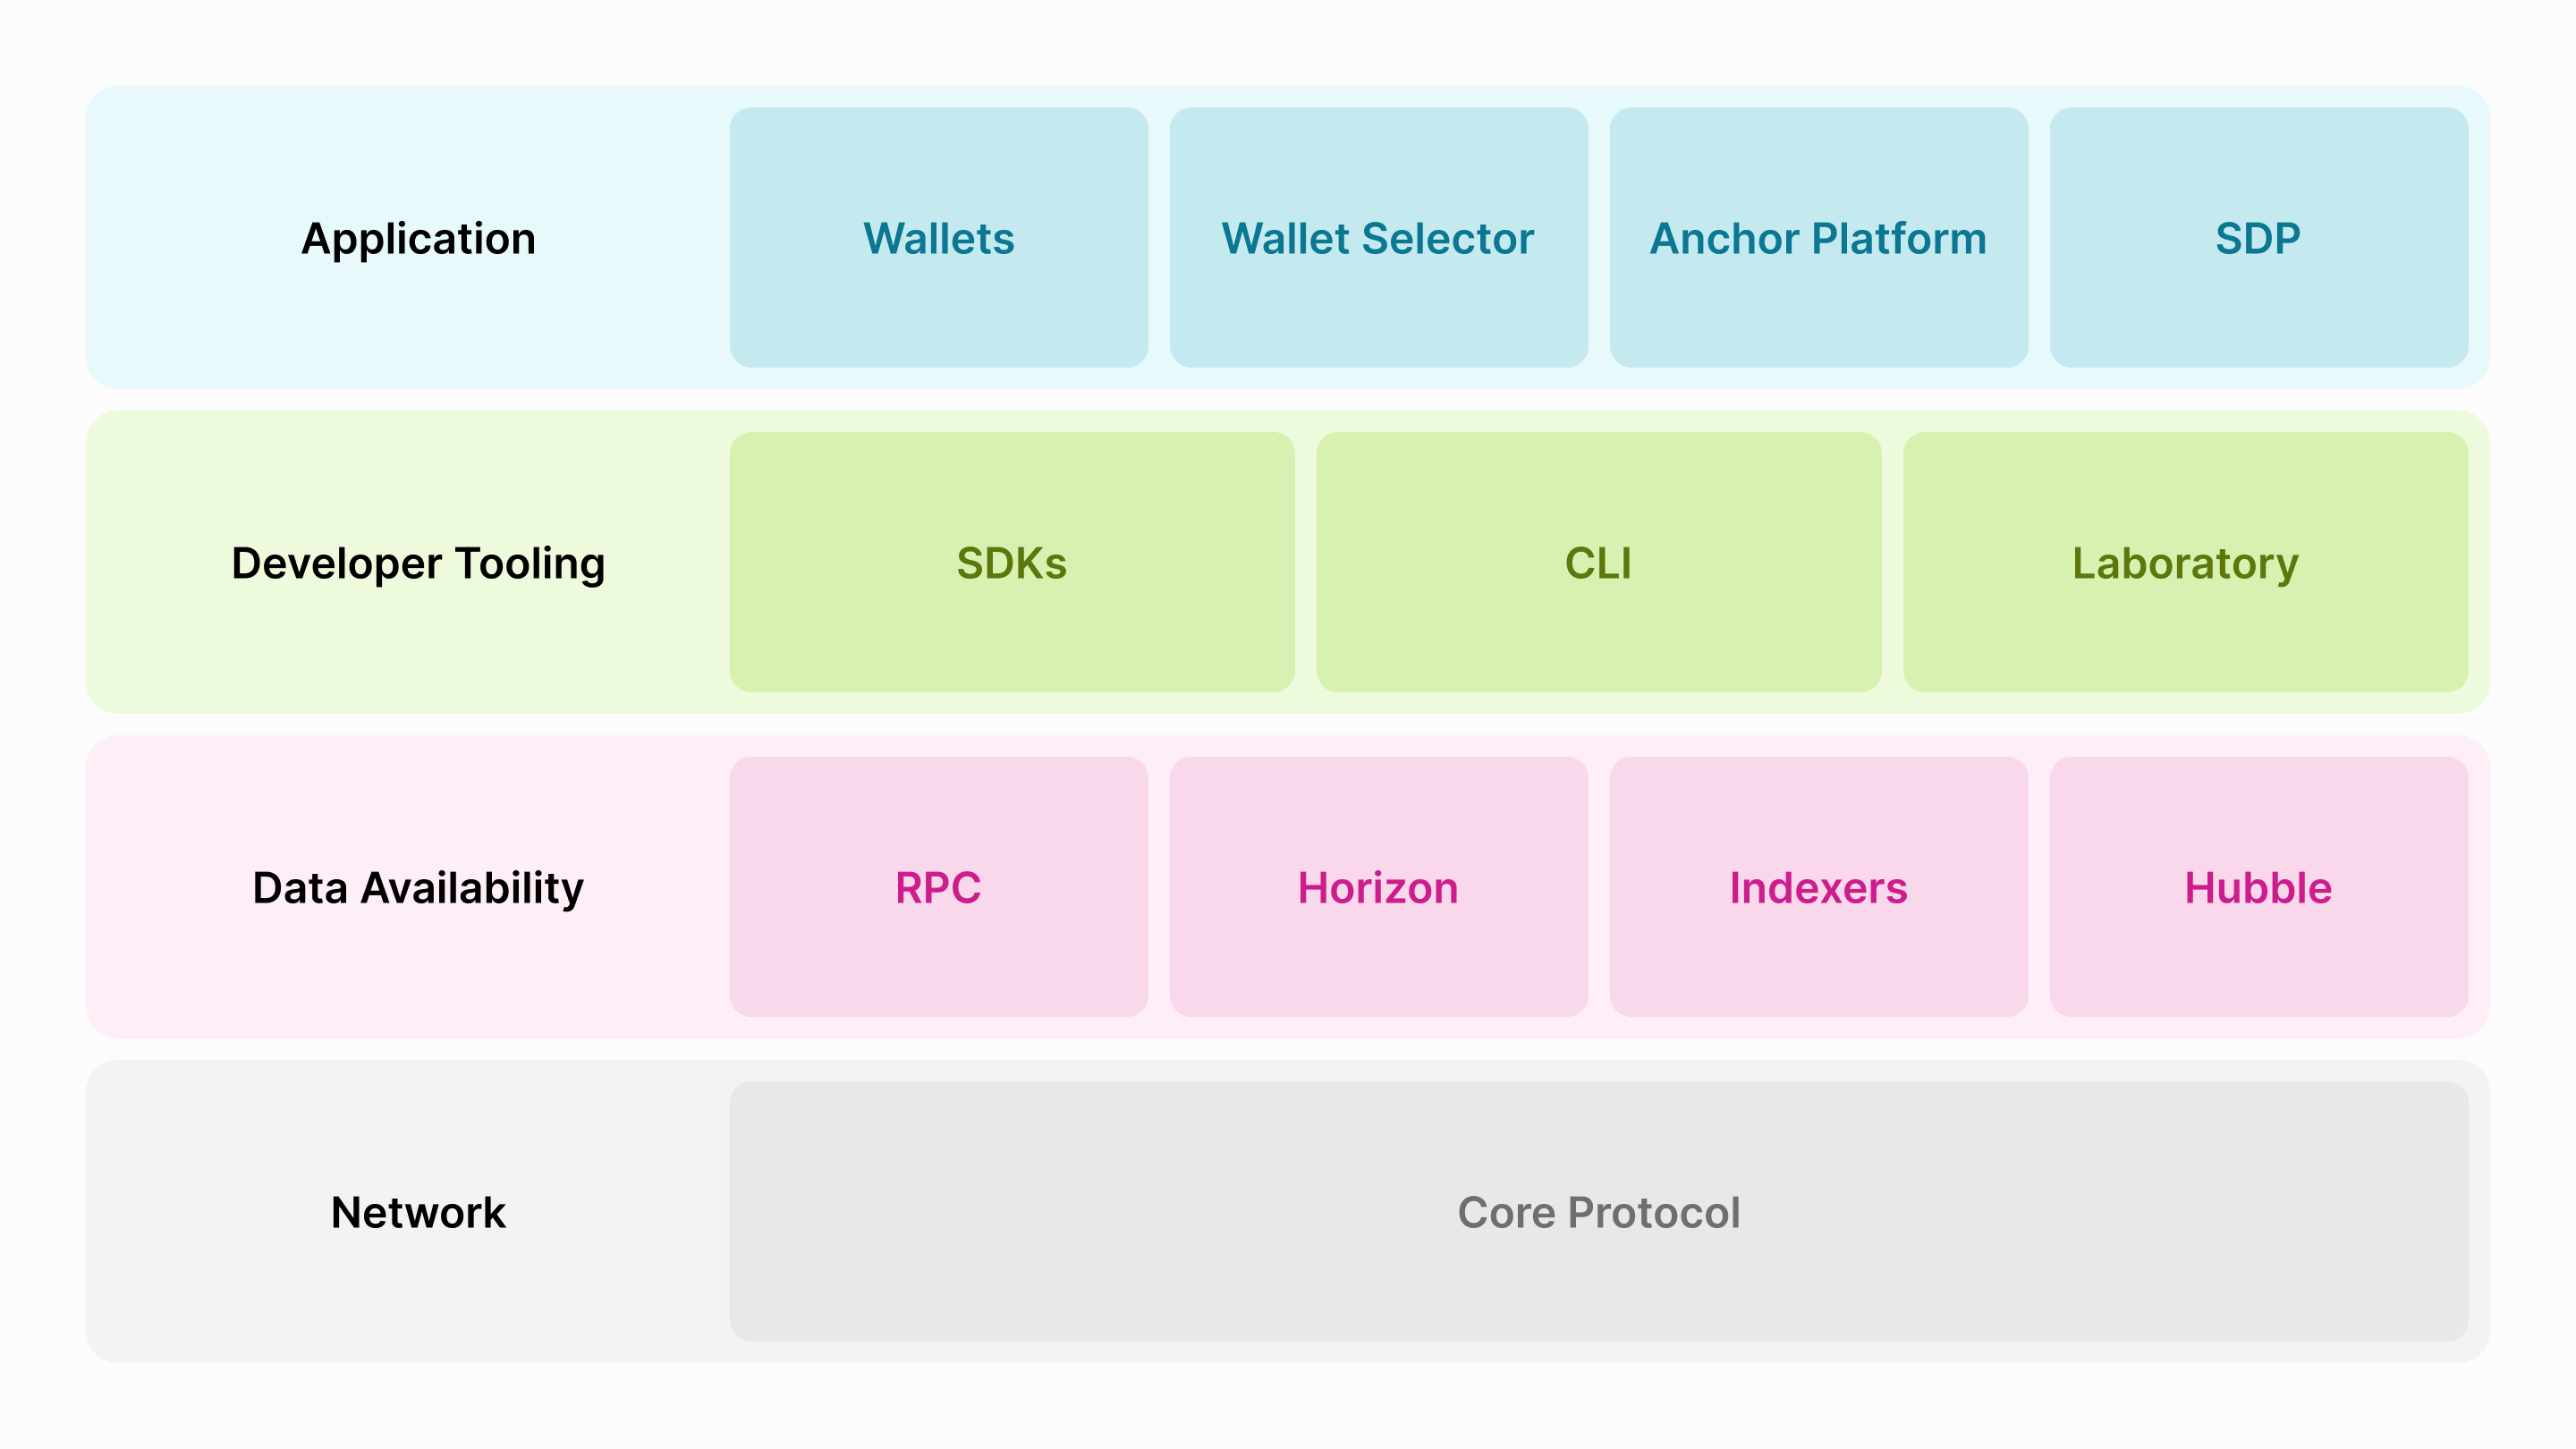 Application
Wallets
Wallet Selector
Anchor Platform
SDP
Developer Tooling
SDKs
CLI
Laboratory
Data Availability
RPC
Horizon
Indexers
Hubble
Network
Core Protocol